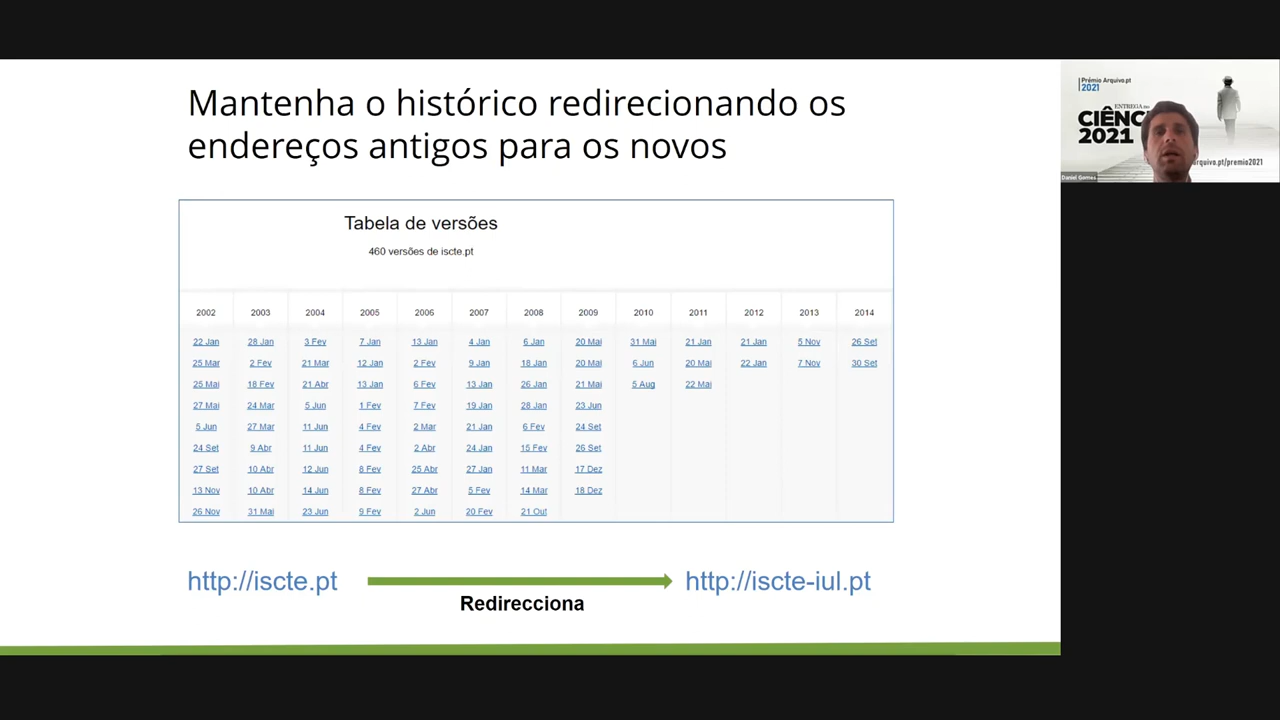 Mantenha o histórico redirecionando os
endereços antigos para os novos
Tabela de versões
460 versões de iscte.pt
2002 2003 2004 2005 2006 2007 2008 2009 2010 2011 2012 2013 2014
22 Jan 28 Jan 3 Fev 7 Jan 13 Jan 4 Jan 6 Jan 20 Mai 31 Mai 21 Jan 21 Jan 5 Nov 26 Set
25 Mar 2 Fev 21 Mar 12 Jan 2 Fev 9 Jan 18 Jan 20 Mai 6 Jun 20 Mai 22 Jan 7 Nov 30 Set
25 Mai 18 Fev 21 Abr 13 Jan 6 Fev 13 Jan 26 Jan 21 Mai 5 Aug 22 Mai
27 Mai 24 Mar 5 Jun 1 Fev 7 Fev 19 Jan 28 Jan 23 Jun
5 Jun 27 Mar 11 Jun 4 Fev 2 Mar 21 Jan 6 Fev 24 Set
24 Set 9 Abr 11 Jun 4 Fev 2 Abr 24 Jan 15 Fev 26 Set
27 Set 10 Abr 12 Jun 8 Fev 25 Abr 27 Jan 11 Mar 17 Dez
13 Nov 10 Abr 14 Jun 8 Fev 27 Abr 5 Fev 14 Mar 18 Dez
26 Nov 31 Mai 23 Jun 9 Fev 2 Jun 20 Fev 21 Out
http://iscte.pt http://iscte-iul.pt
Redirecciona
Prémio Arquivo.pt
2021
ENTREGA
CIÊNC
2021
arquivo.pt/premio2021
Daniel Gomes